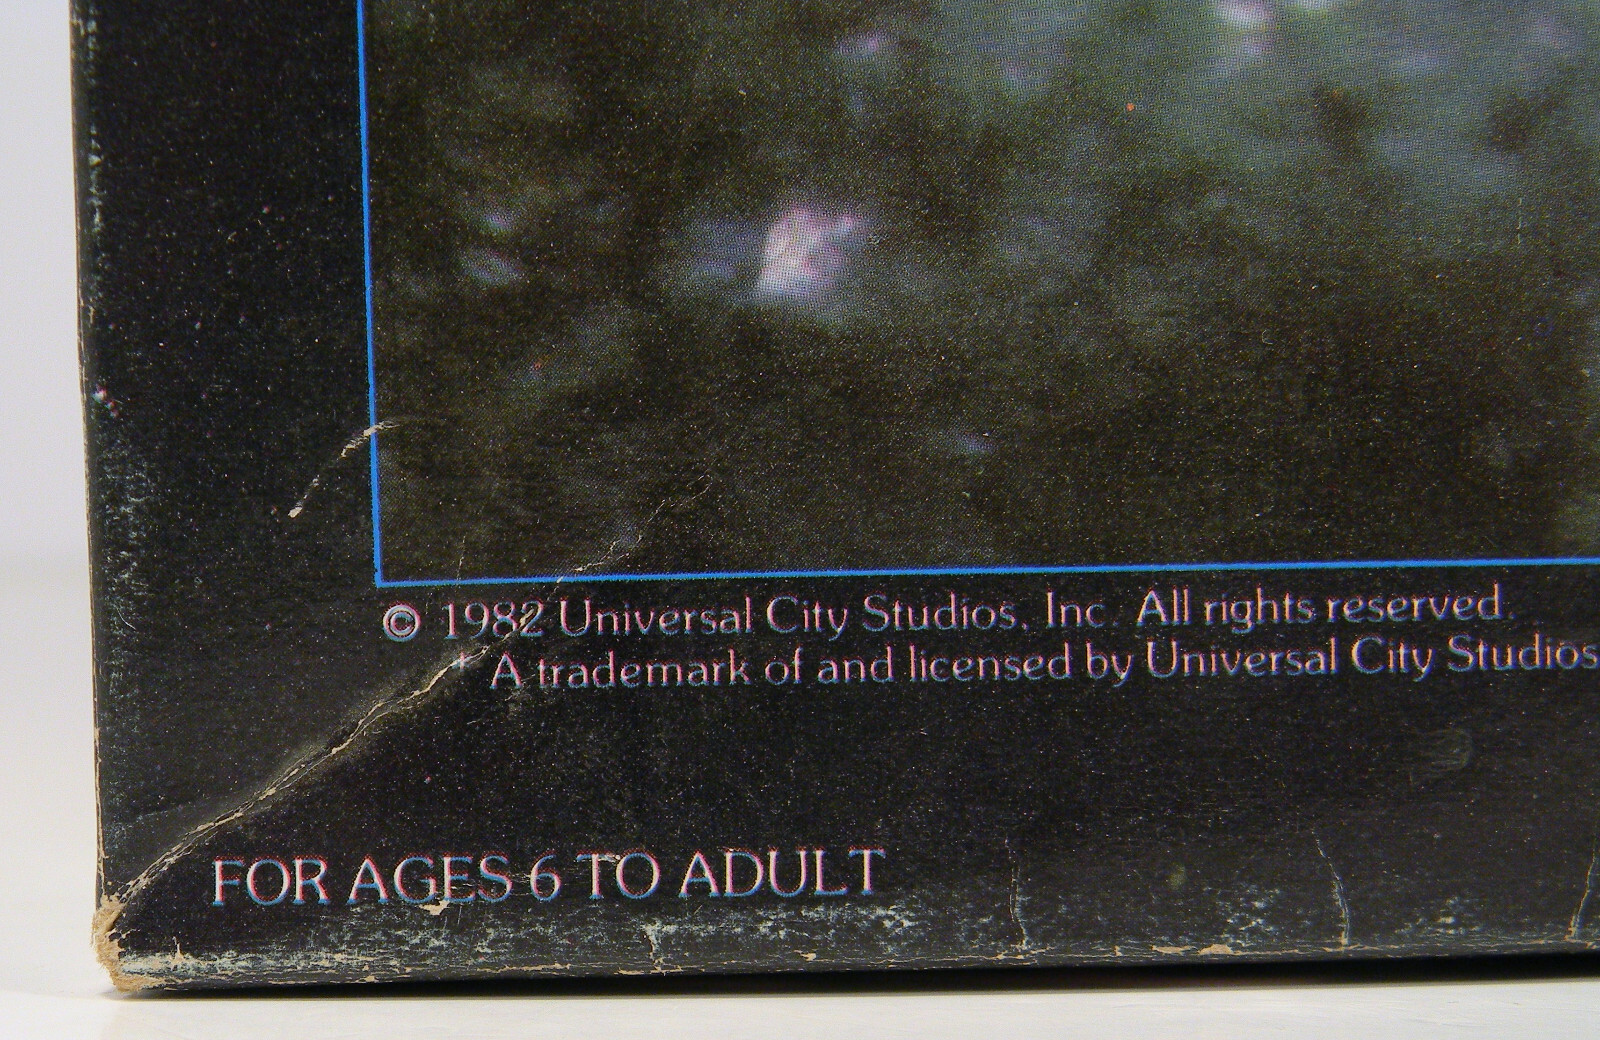 © 1982 Universal City Studios, Inc. All rights reserved.
* A trademark of and licensed by Universal City Studios
FOR AGES 6 TO ADULT